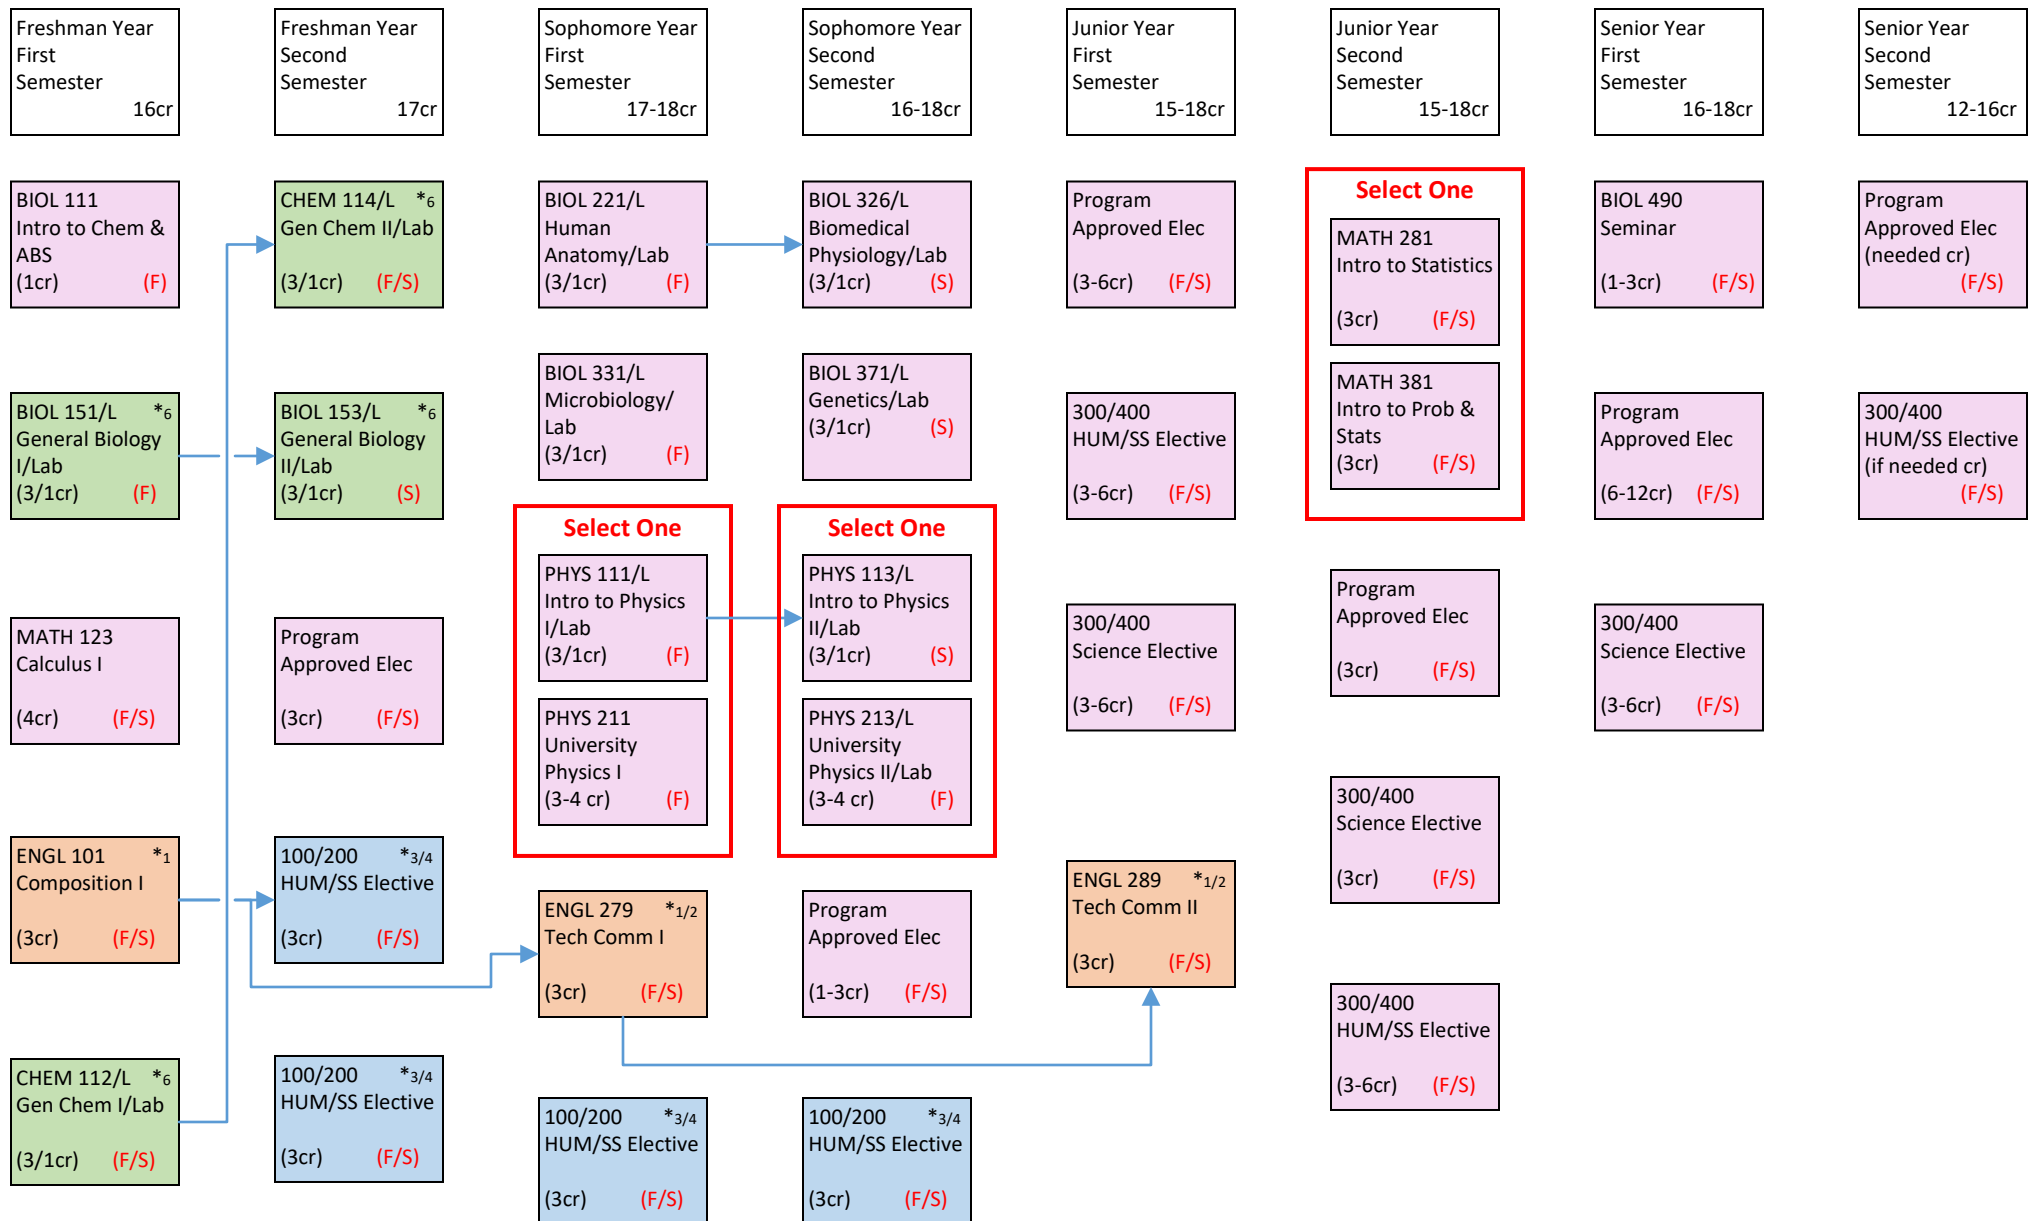 Freshman Year
First
Semester
16cr
Freshman Year
Second
Semester
17cr
Sophomore Year
First
Semester
17-18cr
Sophomore Year
Second
Semester
16-18cr
Junior Year
First
Semester
15-18cr
Junior Year
Second
Semester
15-18cr
Senior Year
First
Semester
16-18cr
Senior Year
Second
Semester
12-16cr
BIOL 111
Intro to Chem &
ABS
(1cr) (F)
BIOL 151/L *6
General Biology
I/Lab
(3/1cr) (F)
MATH 123
Calculus I
(4cr) (F/S)
ENGL 101 *1
Composition I
(3cr) (F/S)
CHEM 112/L *6
Gen Chem I/Lab
(3/1cr) (F/S)
CHEM 114/L *6
Gen Chem II/Lab
(3/1cr) (F/S)
BIOL 153/L *6
General Biology
II/Lab
(3/1cr) (S)
Program
Approved Elec
(3cr) (F/S)
100/200 *3/4
HUM/SS Elective
(3cr) (F/S)
100/200 *3/4
HUM/SS Elective
(3cr) (F/S)
BIOL 221/L
Human
Anatomy/Lab
(3/1cr) (F)
BIOL 331/L
Microbiology/
Lab
(3/1cr) (F)
Select One
PHYS 111/L
Intro to Physics
I/Lab
(3/1cr) (F)
PHYS 211
University
Physics I
(3-4 cr) (F)
ENGL 279 *1/2
Tech Comm I
(3cr) (F/S)
100/200 *3/4
HUM/SS Elective
(3cr) (F/S)
BIOL 326/L
Biomedical
Physiology/Lab
(3/1cr) (S)
BIOL 371/L
Genetics/Lab
(3/1cr) (S)
Select One
PHYS 113/L
Intro to Physics
II/Lab
(3/1cr) (S)
PHYS 213/L
University
Physics II/Lab
(3-4 cr) (F)
Program
Approved Elec
(1-3cr) (F/S)
100/200 *3/4
HUM/SS Elective
(3cr) (F/S)
Program
Approved Elec
(3-6cr) (F/S)
300/400
HUM/SS Elective
(3-6cr) (F/S)
300/400
Science Elective
(3-6cr) (F/S)
ENGL 289 *1/2
Tech Comm II
(3cr) (F/S)
Select One
MATH 281
Intro to Statistics
(3cr) (F/S)
MATH 381
Intro to Prob &
Stats
(3cr) (F/S)
Program
Approved Elec
(3cr) (F/S)
300/400
Science Elective
(3cr) (F/S)
300/400
HUM/SS Elective
(3-6cr) (F/S)
BIOL 490
Seminar
(1-3cr) (F/S)
Program
Approved Elec
(6-12cr) (F/S)
300/400
Science Elective
(3-6cr) (F/S)
Program
Approved Elec
(needed cr)
(F/S)
300/400
HUM/SS Elective
(if needed cr)
(F/S)